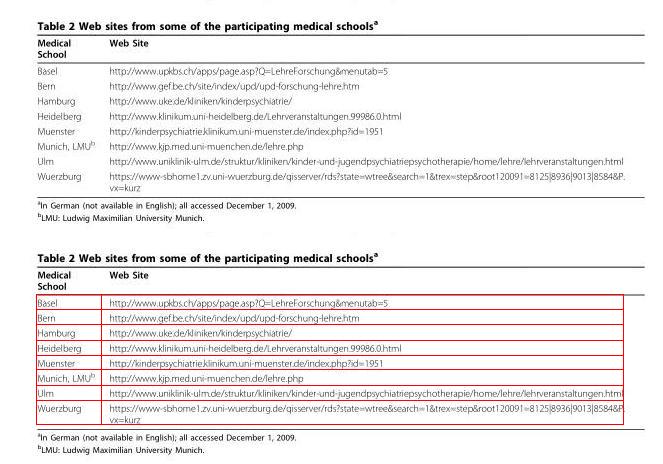 Table 2 Web sites from some of the participating medical schoolsa
Medical School Web Site
Basel http://www.upkbs.ch/apps/page.asp?Q=LehreForschung&menutab=5
Bern http://www.gef.be.ch/site/index/upd/upd-forschung-lehre.htm
Hamburg http://www.uke.de/kliniken/kinderpsychiatrie/
Heidelberg http://www.klinikum.uni-heidelberg.de/Lehrveranstaltungen.99986.0.html
Muenster http://kinderpsychiatrie.klinikum.uni-muenster.de/index.php?id=1951
Munich, LMUb http://www.kjp.med.uni-muenchen.de/lehre.php
Ulm http://www.uniklinik-ulm.de/struktur/kliniken/kinder-und-jugendpsychiatriepsychotherapie/home/lehre/lehrveranstaltungen.html
Wuerzburg https://www-sbhome1.zv.uni-wuerzburg.de/qisserver/rds?state=wtree&search=1&trex=step&root120091=8125|8936|9013|8584&P.
vx=kurz
aIn German (not available in English); all accessed December 1, 2009.
bLMU: Ludwig Maximilian University Munich.
Table 2 Web sites from some of the participating medical schoolsa
Medical School Web Site
Basel http://www.upkbs.ch/apps/page.asp?Q=LehreForschung&menutab=5
Bern http://www.gef.be.ch/site/index/upd/upd-forschung-lehre.htm
Hamburg http://www.uke.de/kliniken/kinderpsychiatrie/
Heidelberg http://www.klinikum.uni-heidelberg.de/Lehrveranstaltungen.99986.0.html
Muenster http://kinderpsychiatrie.klinikum.uni-muenster.de/index.php?id=1951
Munich, LMUb http://www.kjp.med.uni-muenchen.de/lehre.php
Ulm http://www.uniklinik-ulm.de/struktur/kliniken/kinder-und-jugendpsychiatriepsychotherapie/home/lehre/lehrveranstaltungen.html
Wuerzburg https://www-sbhome1.zv.uni-wuerzburg.de/qisserver/rds?state=wtree&search=1&trex=step&root120091=8125|8936|9013|8584&P.
vx=kurz
aIn German (not available in English); all accessed December 1, 2009.
bLMU: Ludwig Maximilian University Munich.